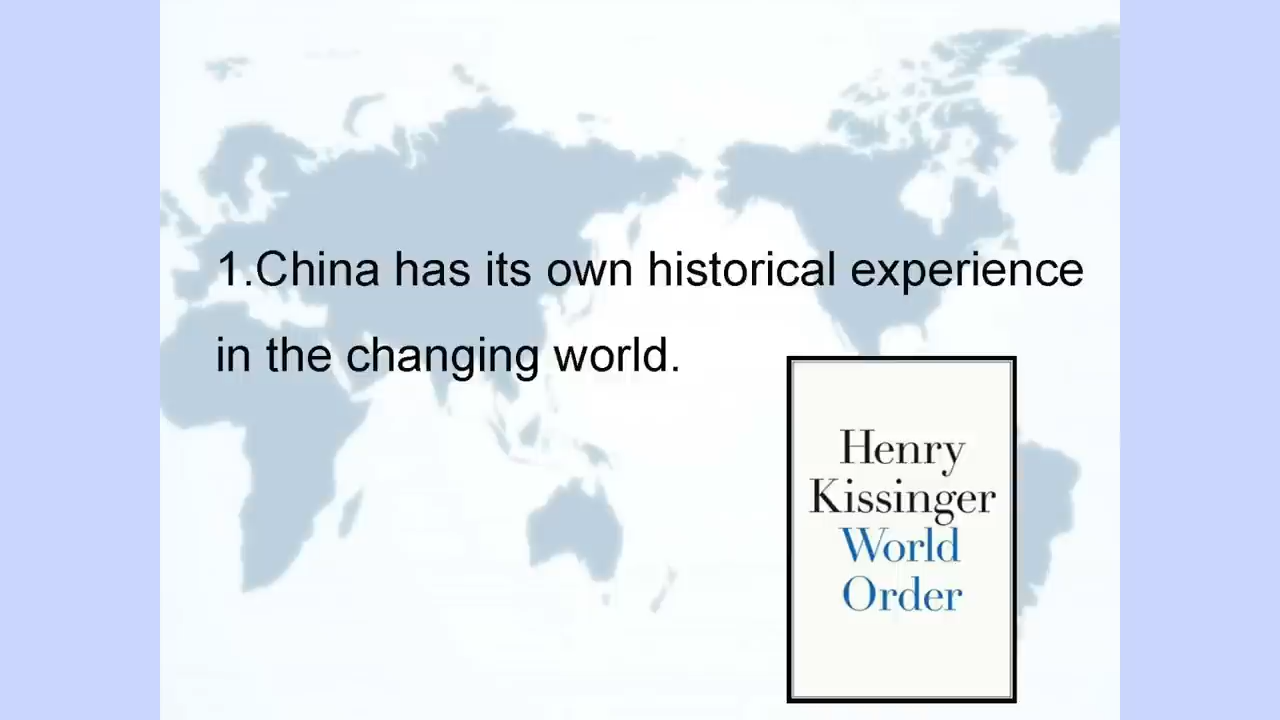 1.China has its own historical experience
in the changing world.
Henry
Kissinger
World
Order